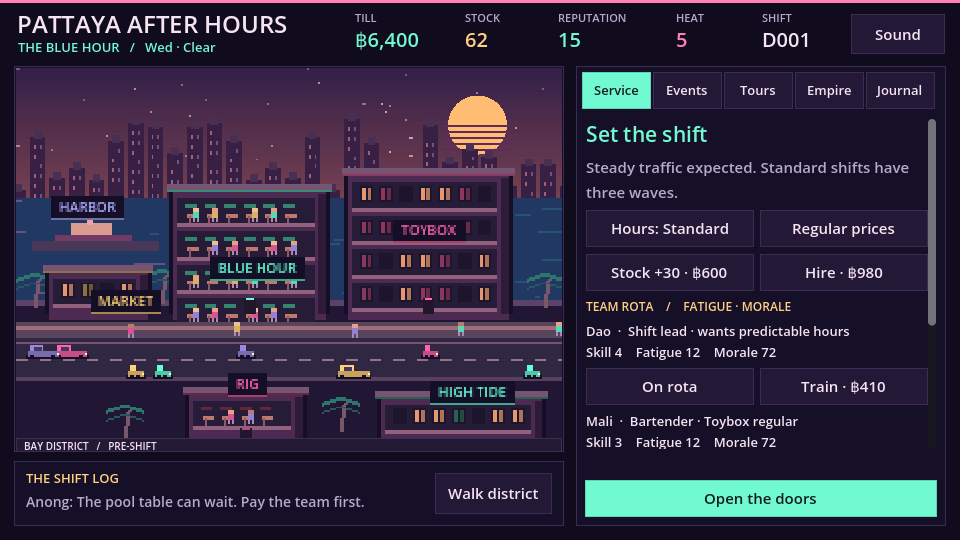 PATTAYA AFTER HOURS
THE BLUE HOUR / Wed · Clear
TILL
฿6,400
STOCK
62
REPUTATION
15
HEAT
5
SHIFT
D001
Sound
HARBOR
TOYBOX
BLUE HOUR
MARKET
RIG
HIGH TIDE
BAY DISTRICT / PRE-SHIFT
THE SHIFT LOG
Anong: The pool table can wait. Pay the team first.
Walk district
Service Events Tours Empire Journal
Set the shift
Steady traffic expected. Standard shifts have
three waves.
Hours: Standard
Regular prices
Stock +30 · ฿600
Hire · ฿980
TEAM ROTA / FATIGUE · MORALE
Dao · Shift lead · wants predictable hours
Skill 4 Fatigue 12 Morale 72
On rota
Train · ฿410
Mali · Bartender · Toybox regular
Skill 3 Fatigue 12 Morale 72
Open the doors